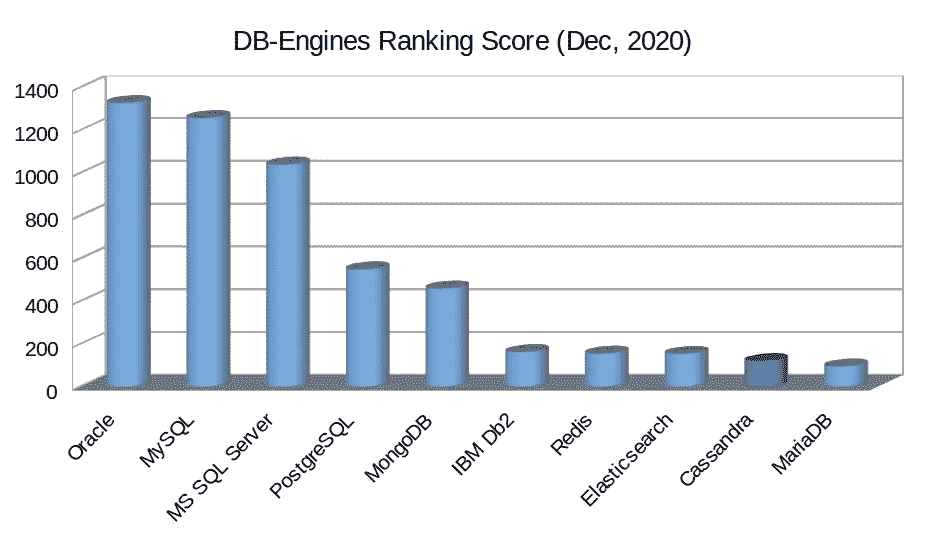 DB-Engines Ranking Score (Dec, 2020)
1400
1200
1000
800
600
400
200
0
Oracle
MySQL
MS SQL Server
PostgreSQL
MongoDB
IBM Db2
Redis
Elasticsearch
Cassandra
MariaDB